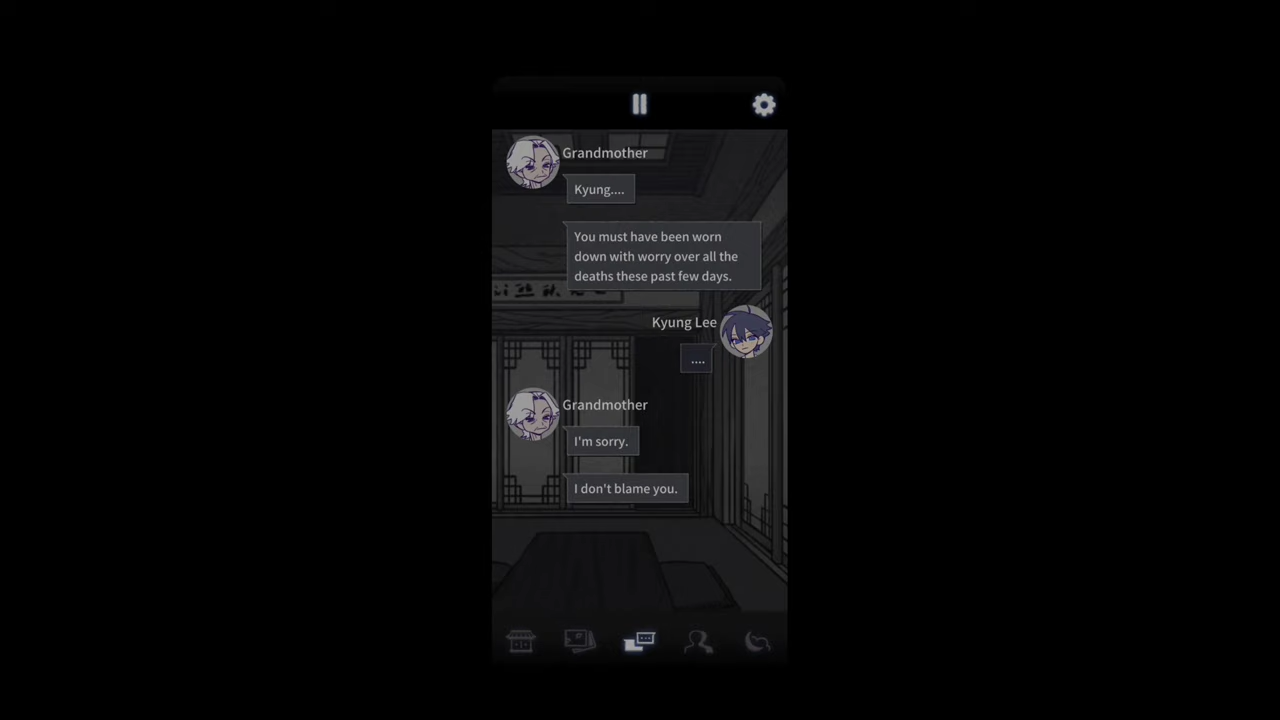 Grandmother
Kyung....
You must have been worn
down with worry over all the
deaths these past few days.
Kyung Lee
....
Grandmother
I'm sorry.
I don't blame you.